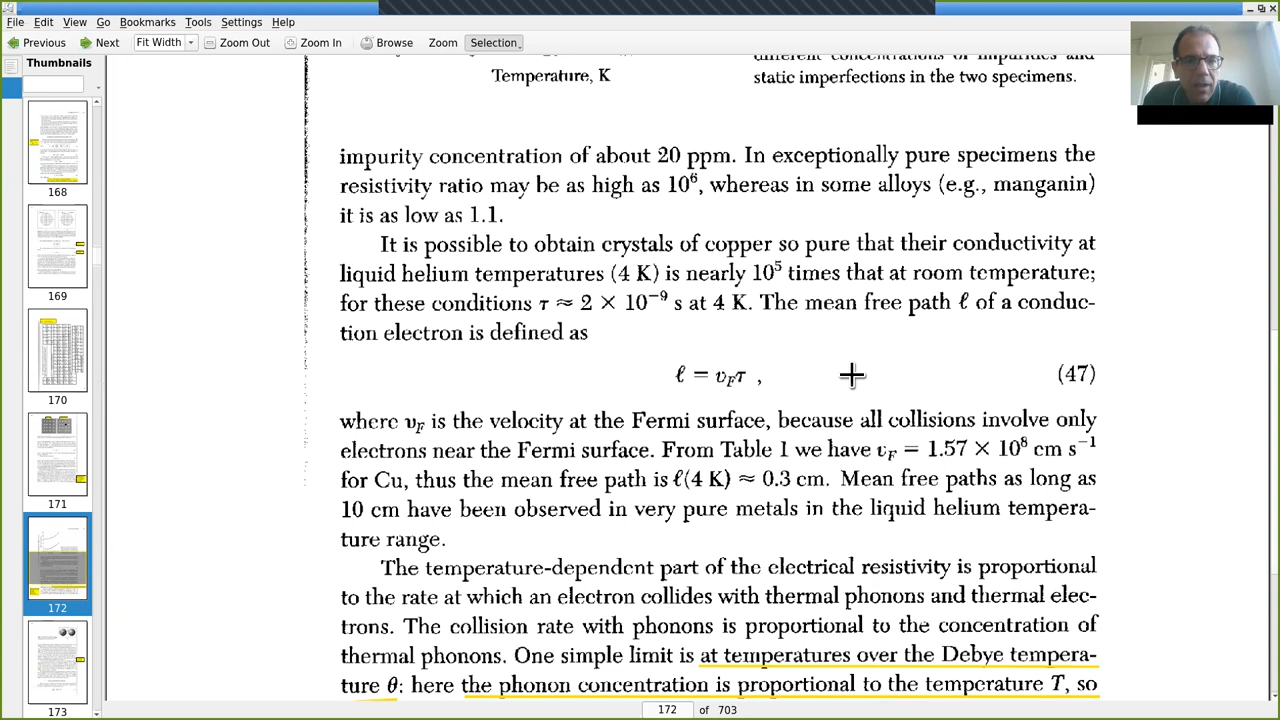 File Edit View Go Bookmarks Tools Settings Help
Previous Next Fit Width Zoom Out Zoom In Browse Zoom Selection
Thumbnails
168
169
170
171
172
173
Temperature, K
different concentrations of impurities and
static imperfections in the two specimens.
impurity concentration of about 20 ppm. In exceptionally pure specimens the
resistivity ratio may be as high as 10⁶, whereas in some alloys (e.g., manganin)
it is as low as 1.1.
It is possible to obtain crystals of copper so pure that their conductivity at
liquid helium temperatures (4 K) is nearly 10⁵ times that at room temperature;
for these conditions τ ≈ 2 × 10⁻⁹ s at 4 K. The mean free path ℓ of a conduc-
tion electron is defined as
ℓ = v_Fτ , (47)
where v_F is the velocity at the Fermi surface, because all collisions involve only
electrons near the Fermi surface. From Table 1 we have v_F = 1.57 × 10⁸ cm s⁻¹
for Cu, thus the mean free path is ℓ(4 K) ≈ 0.3 cm. Mean free paths as long as
10 cm have been observed in very pure metals in the liquid helium tempera-
ture range.
The temperature-dependent part of the electrical resistivity is proportional
to the rate at which an electron collides with thermal phonons and thermal elec-
trons. The collision rate with phonons is proportional to the concentration of
thermal phonons. One simple limit is at temperatures over the Debye tempera-
ture θ: here the phonon concentration is proportional to the temperature T, so
172 of 703